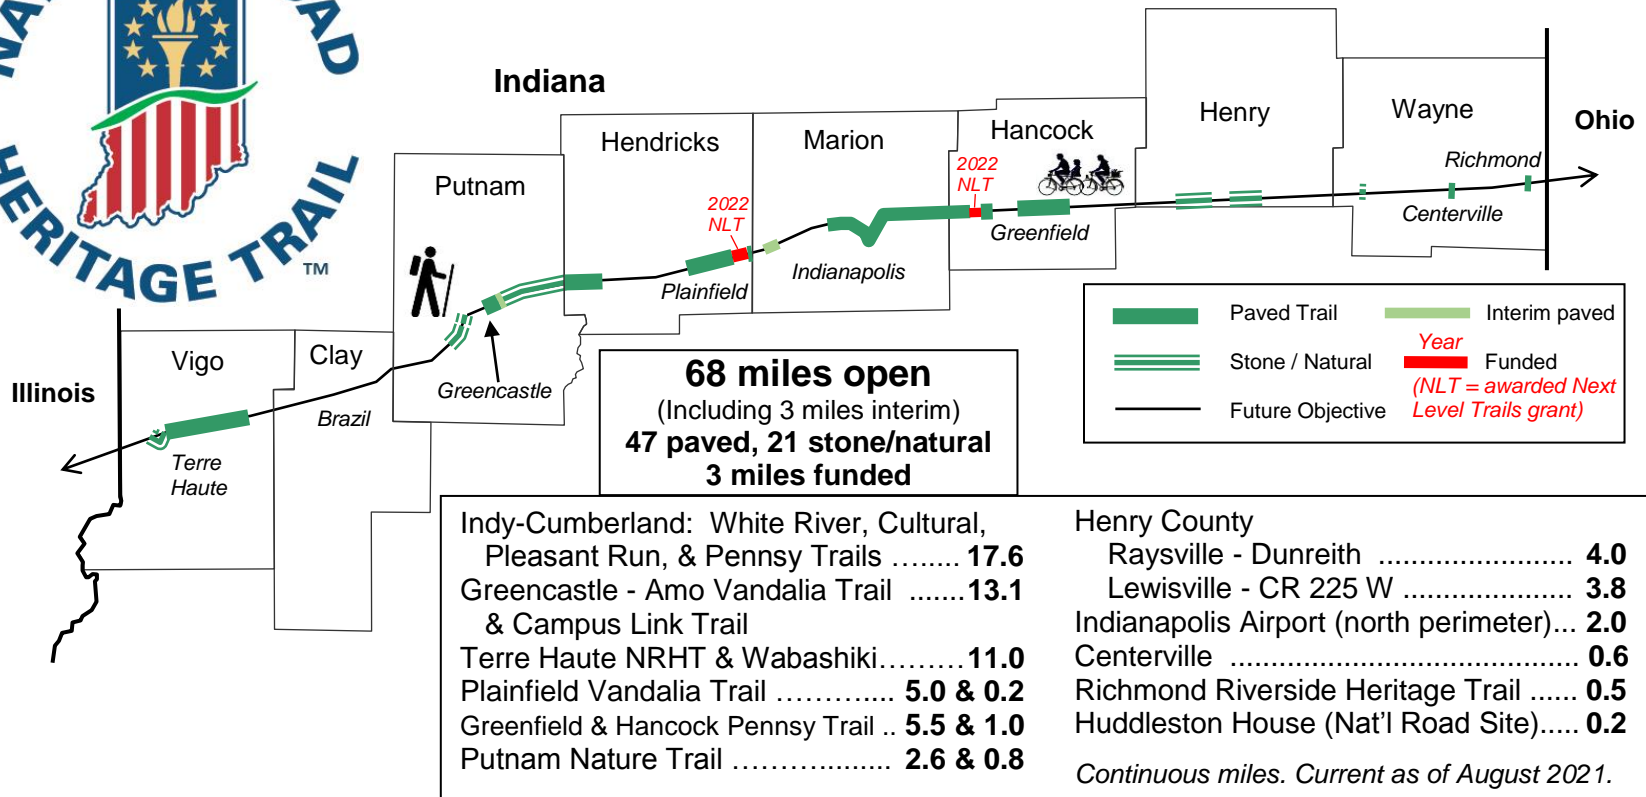 HERITAGE TRAIL
TM
Indiana
Ohio
Illinois
Vigo
Clay
Putnam
Hendricks
Marion
Hancock
Henry
Wayne
2022
NLT
2022
NLT
Richmond
Centerville
Greenfield
Indianapolis
Plainfield
Greencastle
Brazil
Terre
Haute
Paved Trail
Interim paved
Stone / Natural
Year
Funded
(NLT = awarded Next
Level Trails grant)
Future Objective
68 miles open
(Including 3 miles interim)
47 paved, 21 stone/natural
3 miles funded
Indy-Cumberland: White River, Cultural,
Pleasant Run, & Pennsy Trails ........ 17.6
Greencastle - Amo Vandalia Trail ....... 13.1
& Campus Link Trail
Terre Haute NRHT & Wabashiki......... 11.0
Plainfield Vandalia Trail .............. 5.0 & 0.2
Greenfield & Hancock Pennsy Trail .. 5.5 & 1.0
Putnam Nature Trail .................. 2.6 & 0.8
Henry County
Raysville - Dunreith ....................... 4.0
Lewisville - CR 225 W .................... 3.8
Indianapolis Airport (north perimeter)... 2.0
Centerville .......................................... 0.6
Richmond Riverside Heritage Trail ...... 0.5
Huddleston House (Nat'l Road Site)..... 0.2
Continuous miles. Current as of August 2021.